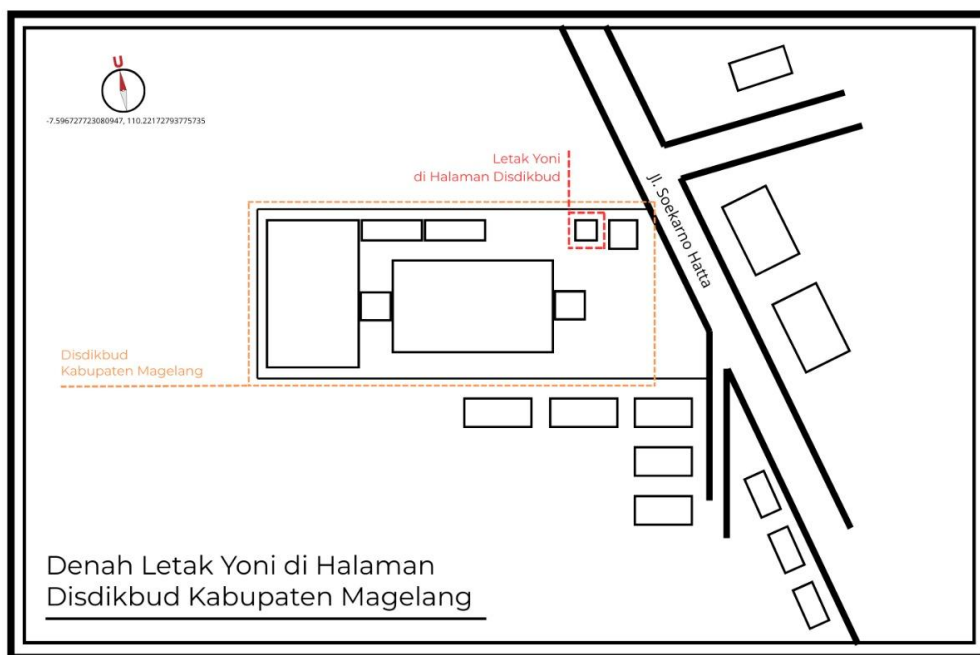 U
-7.596727723080947, 110.22172793775735
Letak Yoni
di Halaman Disdikbud
Jl. Soekarno Hatta
Disdikbud
Kabupaten Magelang
Denah Letak Yoni di Halaman
Disdikbud Kabupaten Magelang